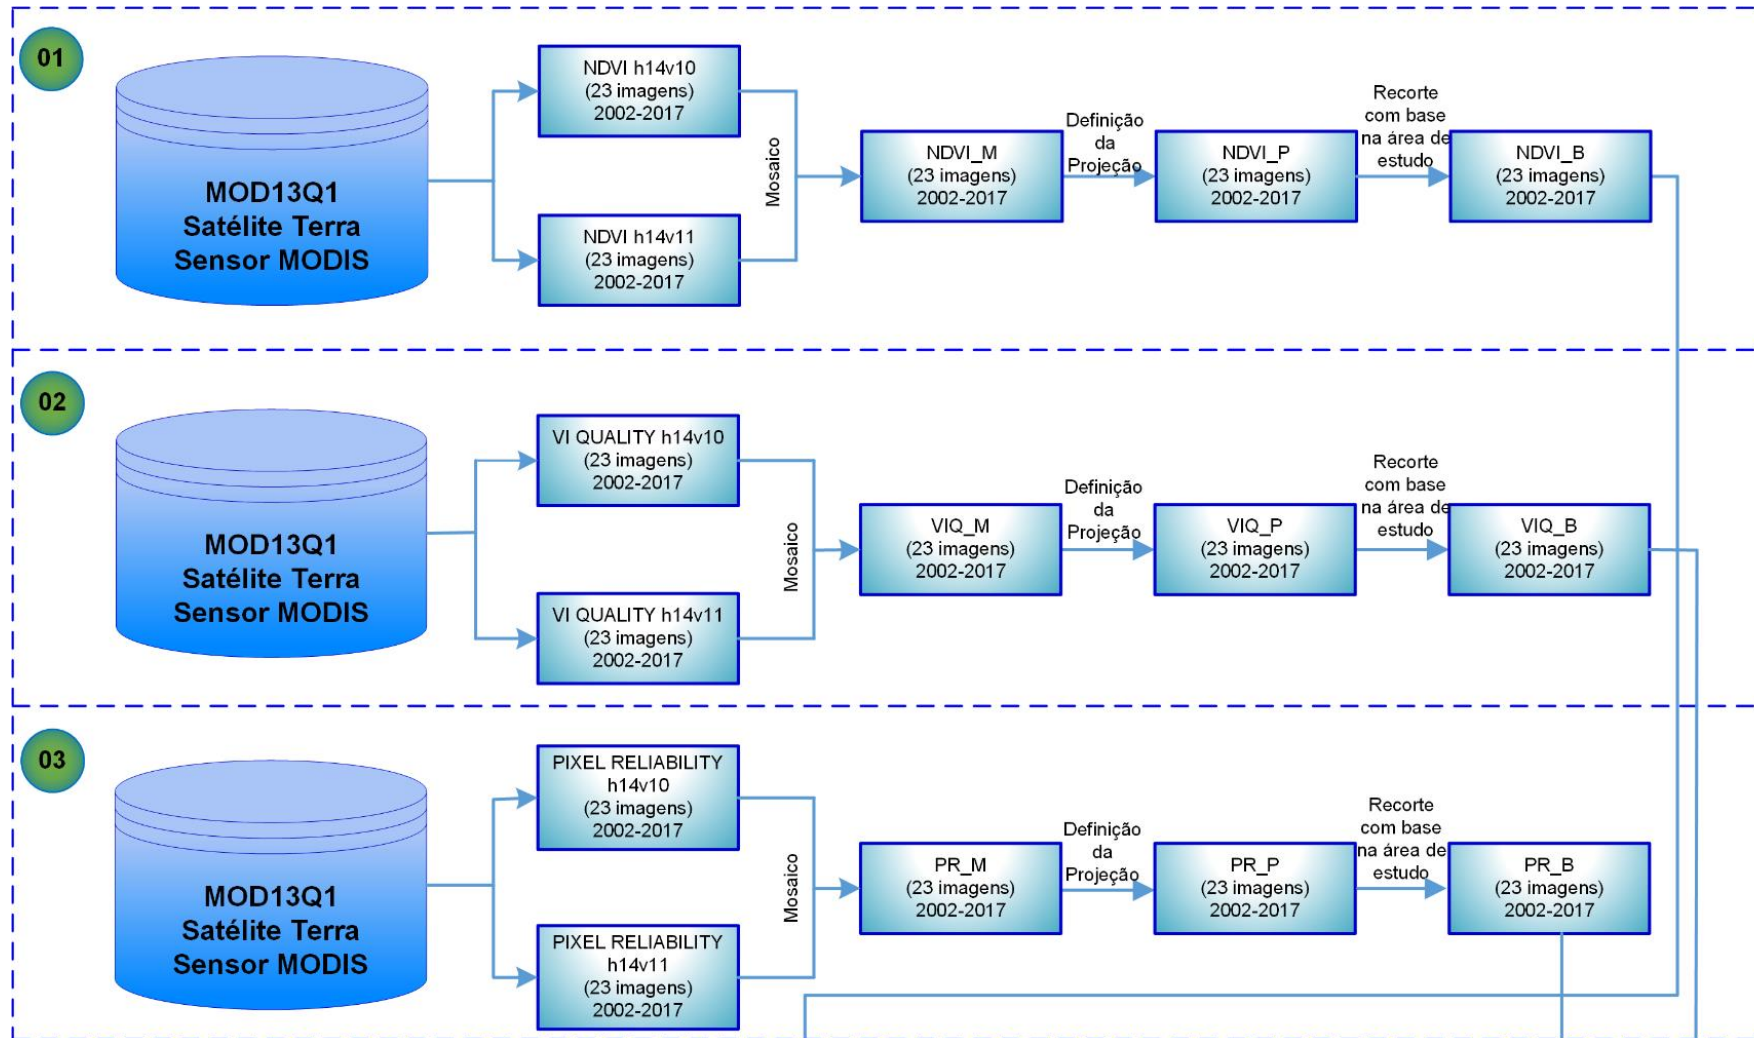 01
MOD13Q1
Satélite Terra
Sensor MODIS
NDVI h14v10
(23 imagens)
2002-2017
NDVI h14v11
(23 imagens)
2002-2017
Mosaico
NDVI_M
(23 imagens)
2002-2017
Definição
da
Projeção
NDVI_P
(23 imagens)
2002-2017
Recorte
com base
na área de
estudo
NDVI_B
(23 imagens)
2002-2017
02
MOD13Q1
Satélite Terra
Sensor MODIS
VI QUALITY h14v10
(23 imagens)
2002-2017
VI QUALITY h14v11
(23 imagens)
2002-2017
Mosaico
VIQ_M
(23 imagens)
2002-2017
Definição
da
Projeção
VIQ_P
(23 imagens)
2002-2017
Recorte
com base
na área de
estudo
VIQ_B
(23 imagens)
2002-2017
03
MOD13Q1
Satélite Terra
Sensor MODIS
PIXEL RELIABILITY
h14v10
(23 imagens)
2002-2017
PIXEL RELIABILITY
h14v11
(23 imagens)
2002-2017
Mosaico
PR_M
(23 imagens)
2002-2017
Definição
da
Projeção
PR_P
(23 imagens)
2002-2017
Recorte
com base
na área de
estudo
PR_B
(23 imagens)
2002-2017